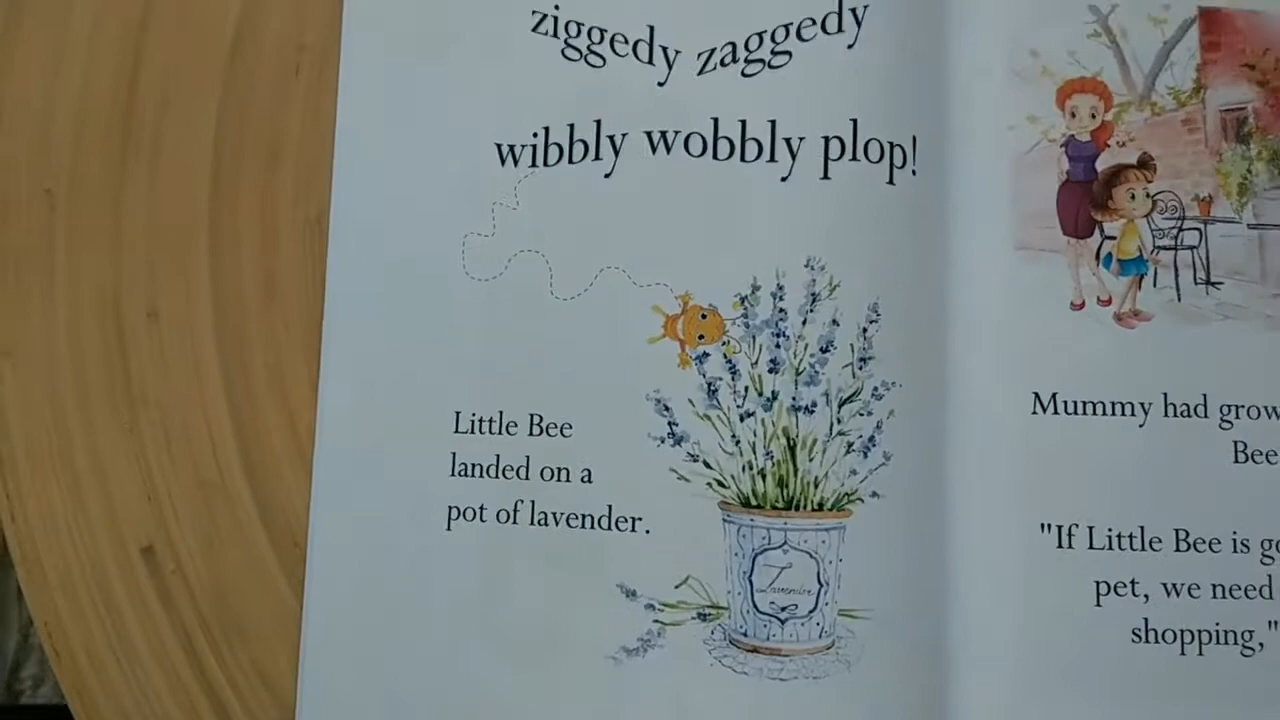 ziggedy zaggedy
wibbly wobbly plop!
Little Bee
landed on a
pot of lavender.
Lavender
Mummy had grow
Bee
"If Little Bee is go
pet, we need
shopping,"